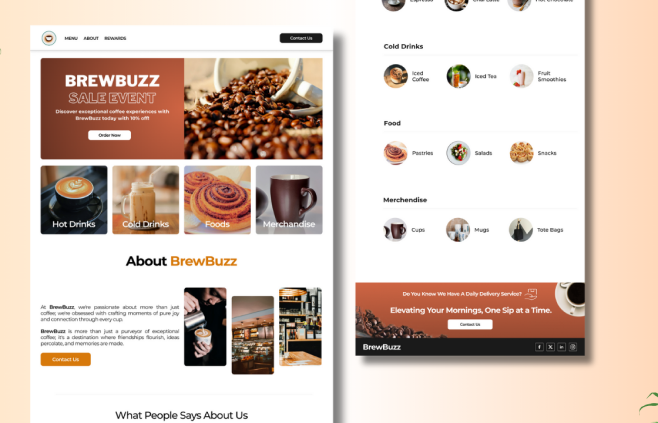 MENU ABOUT REWARDS
Contact Us
BREWBUZZ
SALE EVENT
Discover exceptional coffee experiences with
BrewBuzz today with 10% off!
Order Now
Hot Drinks
Cold Drinks
Foods
Merchandise
About BrewBuzz
At BrewBuzz, we're passionate about more than just
coffee; we're obsessed with crafting moments of pure joy
and connection through every cup.
BrewBuzz is more than just a purveyor of exceptional
coffee; it's a destination where friendships flourish, ideas
percolate, and memories are made.
Contact Us
What People Says About Us
Cold Drinks
Iced
Coffee
Iced Tea
Fruit
Smoothies
Food
Pastries
Salads
Snacks
Merchandise
Cups
Mugs
Tote Bags
Do You Know We Have A Daily Delivery Service?
Elevating Your Mornings, One Sip at a Time.
Contact Us
BrewBuzz